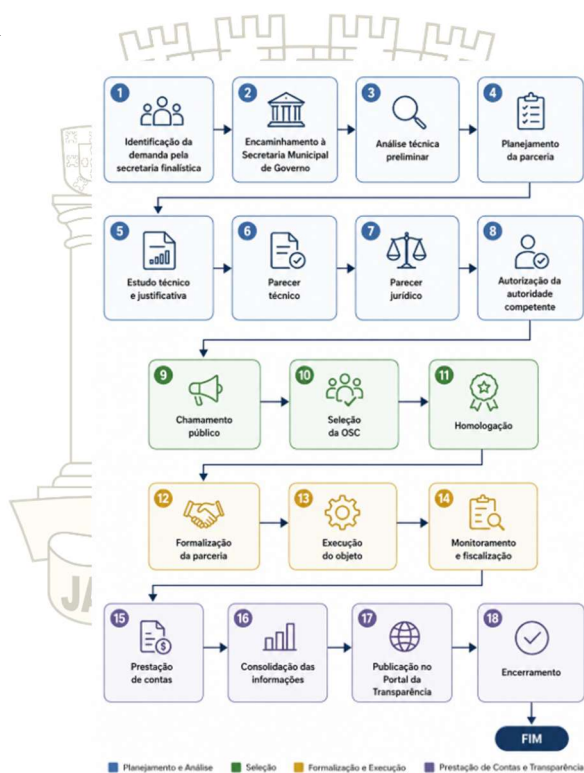 1
Identificação da
demanda pela
secretaria finalística
2
Encaminhamento à
Secretaria Municipal
de Governo
3
Análise técnica
preliminar
4
Planejamento
da parceria
5
Estudo técnico
e justificativa
6
Parecer
técnico
7
Parecer
jurídico
8
Autorização da
autoridade
competente
9
Chamamento
público
10
Seleção
da OSC
11
Homologação
12
Formalização
da parceria
13
Execução
do objeto
14
Monitoramento
e fiscalização
JA
15
Prestação
de contas
16
Consolidação das
informações
17
Publicação no
Portal da
Transparência
18
Encerramento
FIM
Planejamento e Análise
Seleção
Formalização e Execução
Prestação de Contas e Transparência